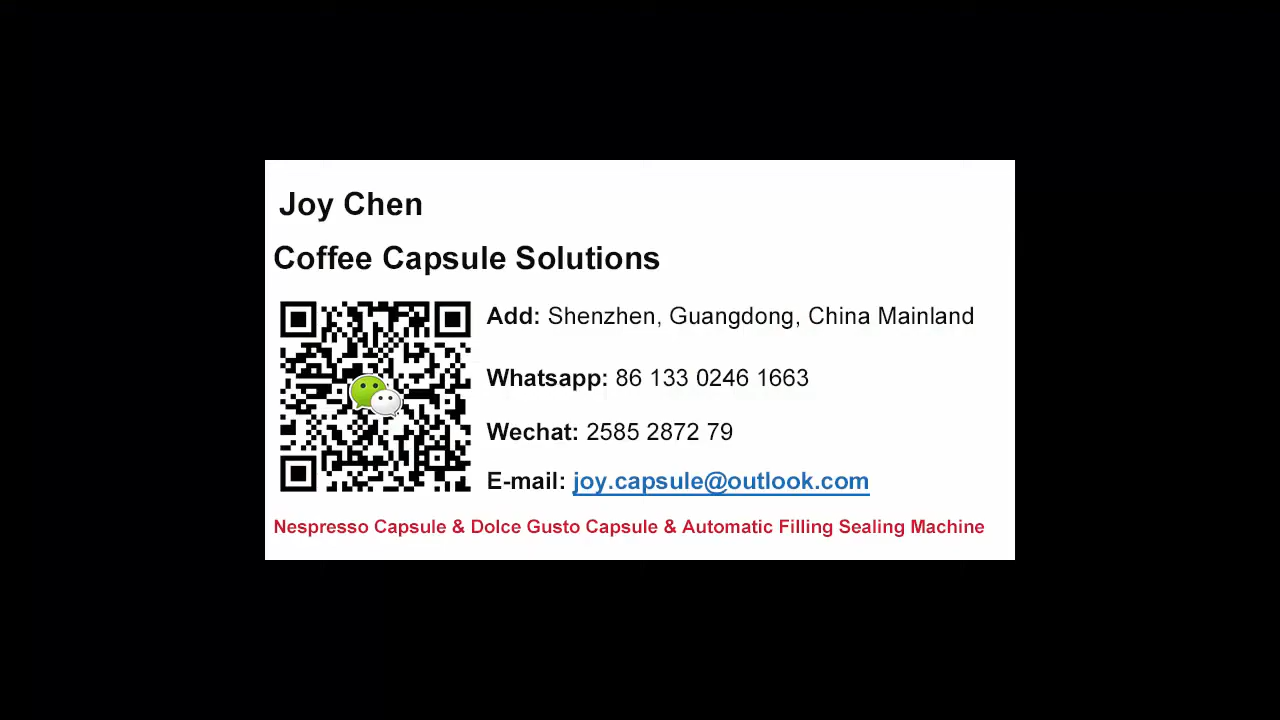 Joy Chen
Coffee Capsule Solutions
Add: Shenzhen, Guangdong, China Mainland
Whatsapp: 86 133 0246 1663
Wechat: 2585 2872 79
E-mail: joy.capsule@outlook.com
Nespresso Capsule & Dolce Gusto Capsule & Automatic Filling Sealing Machine